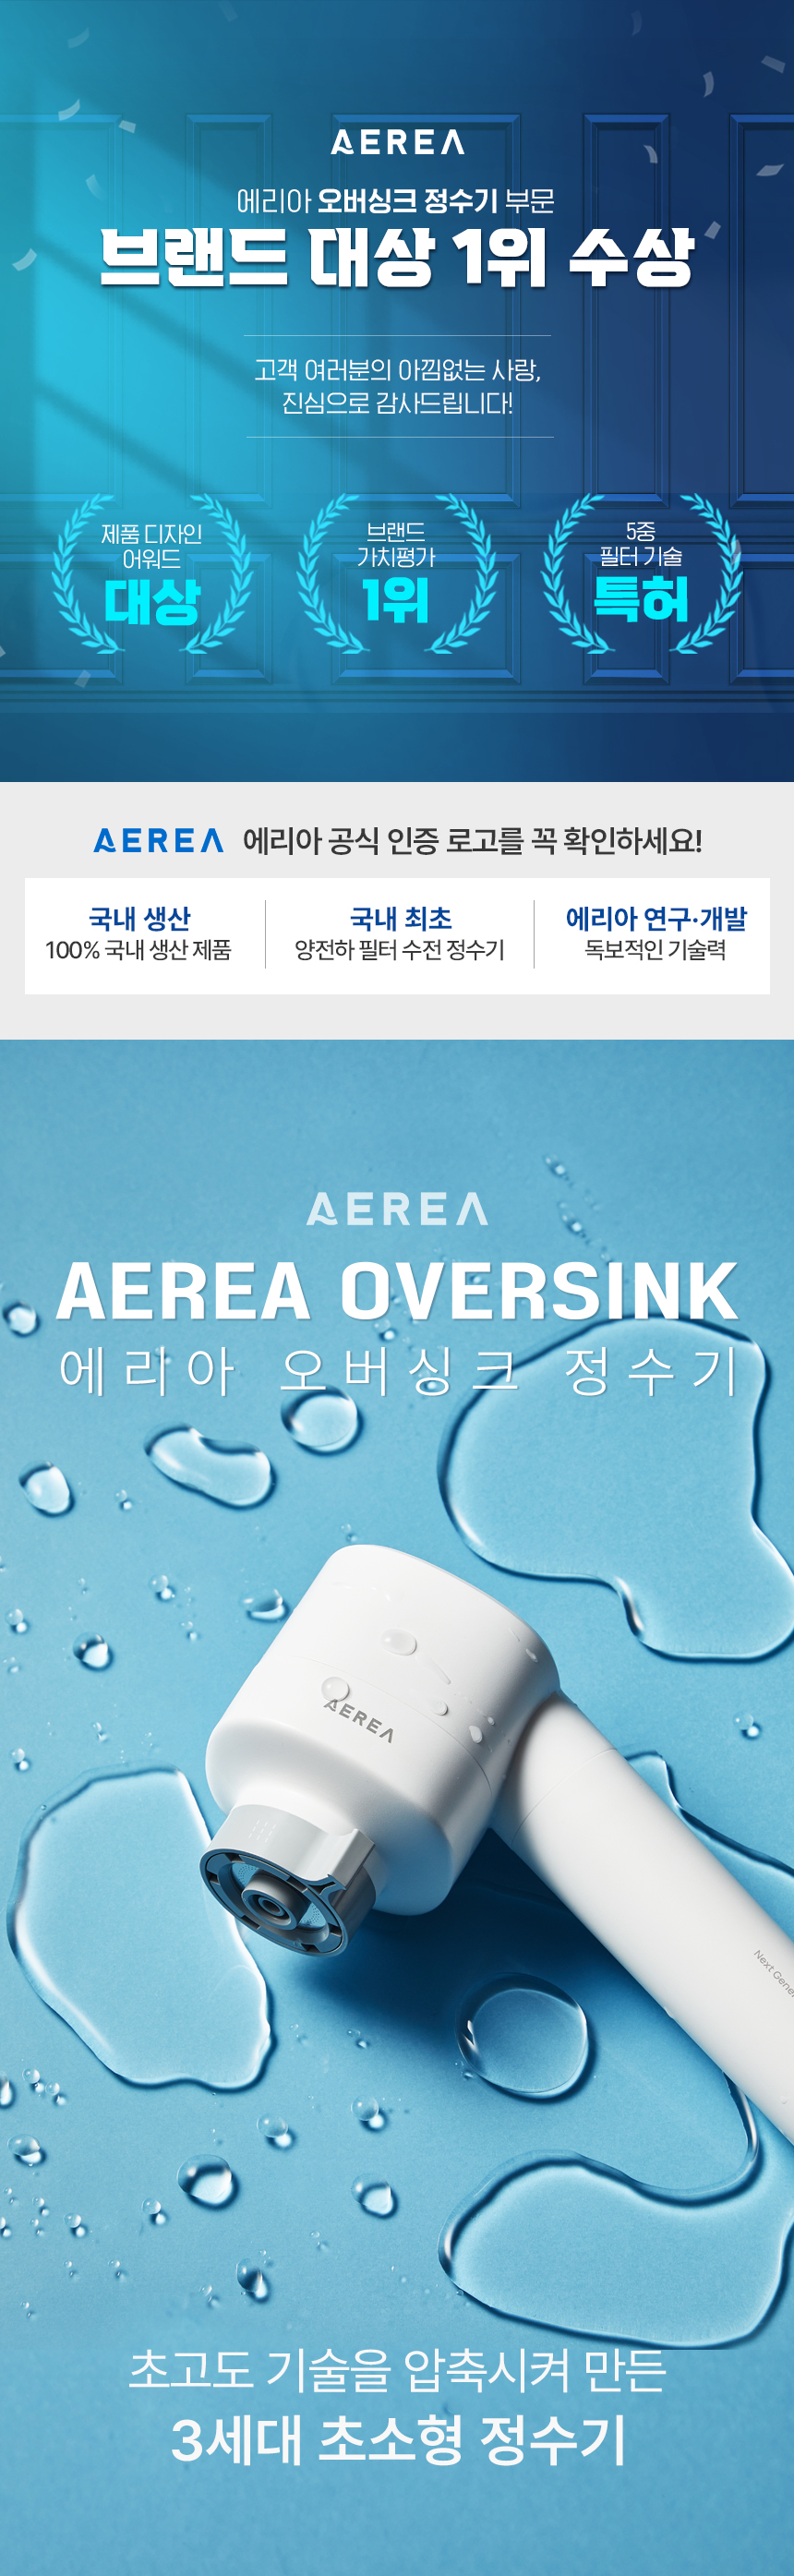 AEREA
에리아 오버싱크 정수기 부문
브랜드 대상 1위 수상
고객 여러분의 아낌없는 사랑,
진심으로 감사드립니다!
제품 디자인
어워드
대상
브랜드
가치평가
1위
5중
필터 기술
특허
AEREA 에리아 공식 인증 로고를 꼭 확인하세요!
국내 생산
100% 국내 생산 제품
국내 최초
양전하 필터 수전 정수기
에리아 연구·개발
독보적인 기술력
AEREA
AEREA OVERSINK
에리아 오버싱크 정수기
AEREA
Next Gener
초고도 기술을 압축시켜 만든
3세대 초소형 정수기